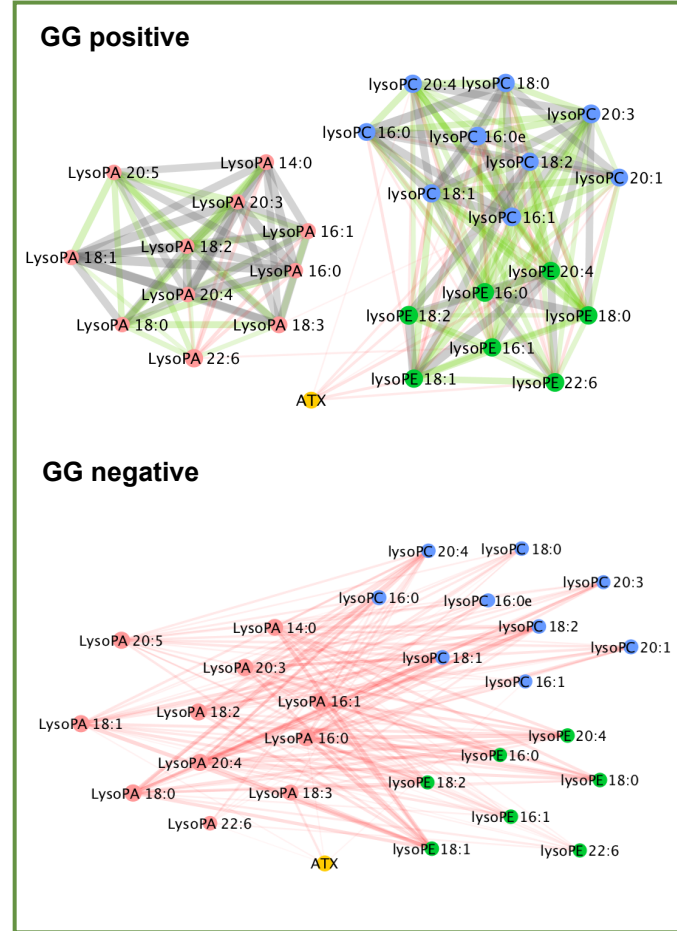 GG positive
lysoPC 20:4
lysoPC 18:0
lysoPC 20:3
lysoPC 16:0
lysoPC 16:0e
LysoPA 14:0
lysoPC 18:2
LysoPA 20:5
lysoPC 20:1
lysoPC 18:1
LysoPA 20:3
lysoPC 16:1
LysoPA 16:1
LysoPA 18:2
LysoPA 18:1
LysoPA 16:0
lysoPE 20:4
LysoPA 20:4
lysoPE 16:0
lysoPE 18:2
lysoPE 18:0
LysoPA 18:0
LysoPA 18:3
lysoPE 16:1
LysoPA 22:6
lysoPE 18:1
lysoPE 22:6
ATX
GG negative
lysoPC 20:4
lysoPC 18:0
lysoPC 20:3
lysoPC 16:0
lysoPC 16:0e
LysoPA 14:0
lysoPC 18:2
LysoPA 20:5
lysoPC 20:1
lysoPC 18:1
LysoPA 20:3
lysoPC 16:1
LysoPA 16:1
LysoPA 18:2
LysoPA 18:1
lysoPE 20:4
LysoPA 16:0
lysoPE 16:0
LysoPA 20:4
lysoPE 18:2
lysoPE 18:0
LysoPA 18:0
LysoPA 18:3
lysoPE 16:1
LysoPA 22:6
lysoPE 18:1
lysoPE 22:6
ATX